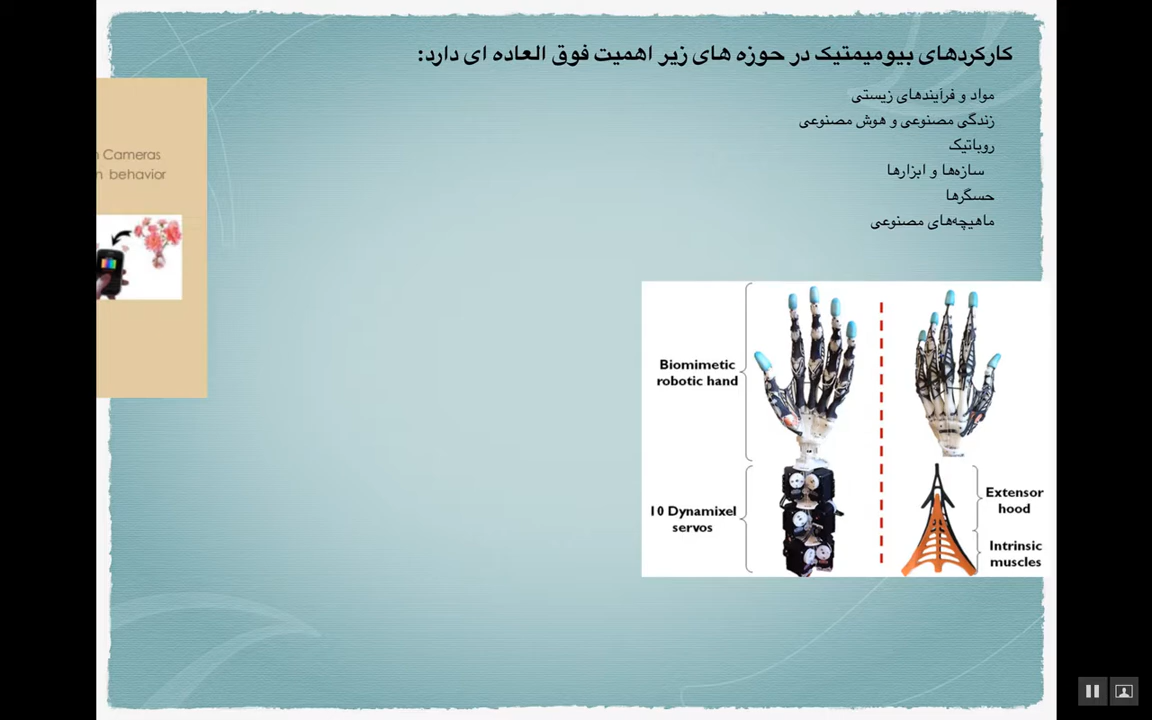 کارکردهای بیومیمتیک در حوزه های زیر اهمیت فوق العاده ای دارد:
مواد و فرآیندهای زیستی
زندگی مصنوعی و هوش مصنوعی
روباتیک
سازه‌ها و ابزارها
حسگرها
ماهیچه‌های مصنوعی
Cameras
behavior
Biomimetic
robotic hand
10 Dynamixel
servos
Extensor
hood
Intrinsic
muscles